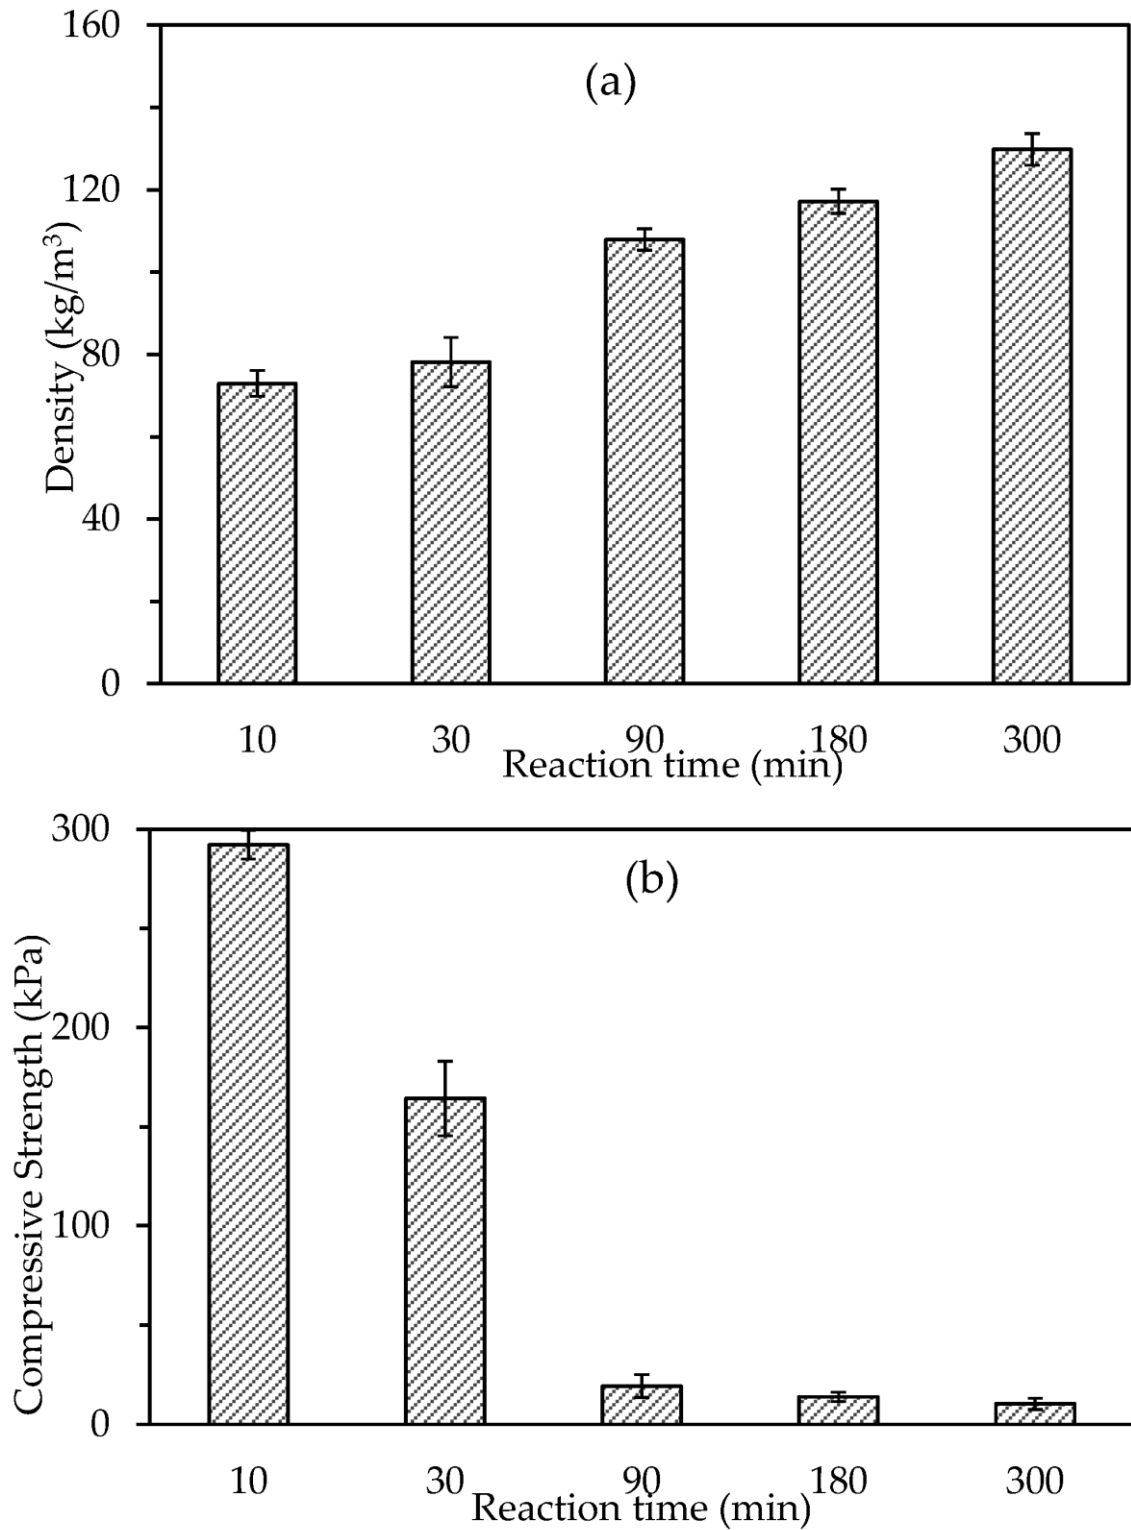 (a)
Density (kg/m³)
160
120
80
40
0
10 30 90 180 300
Reaction time (min)
(b)
Compressive Strength (kPa)
300
200
100
0
10 30 90 180 300
Reaction time (min)